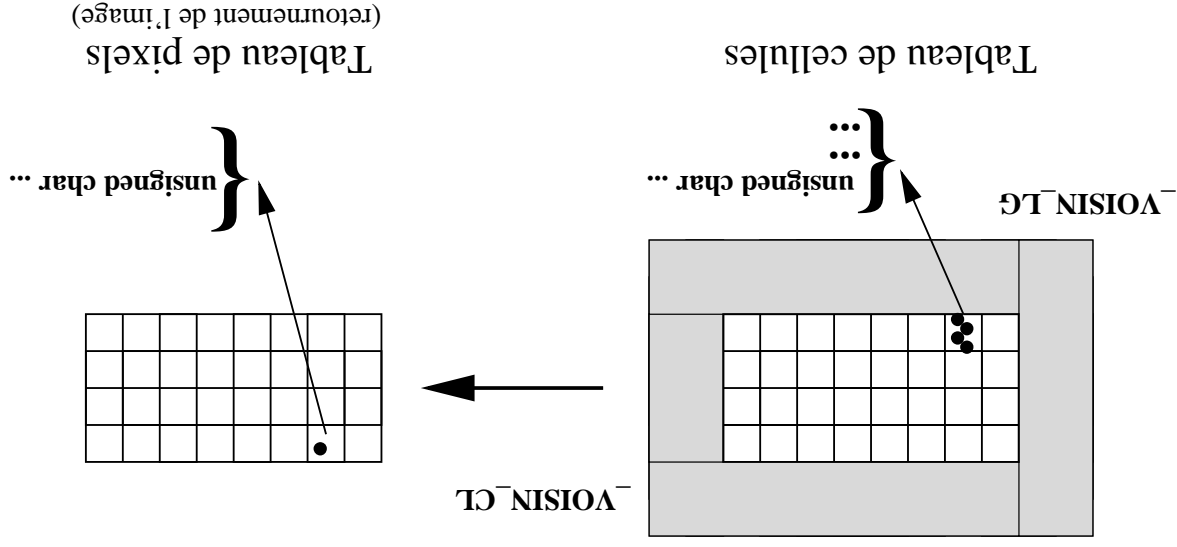 _VOISIN_CL
_VOISIN_LG
unsigned char ...
...
...
unsigned char ...
Tableau de cellules
Tableau de pixels
(retournement de l'image)